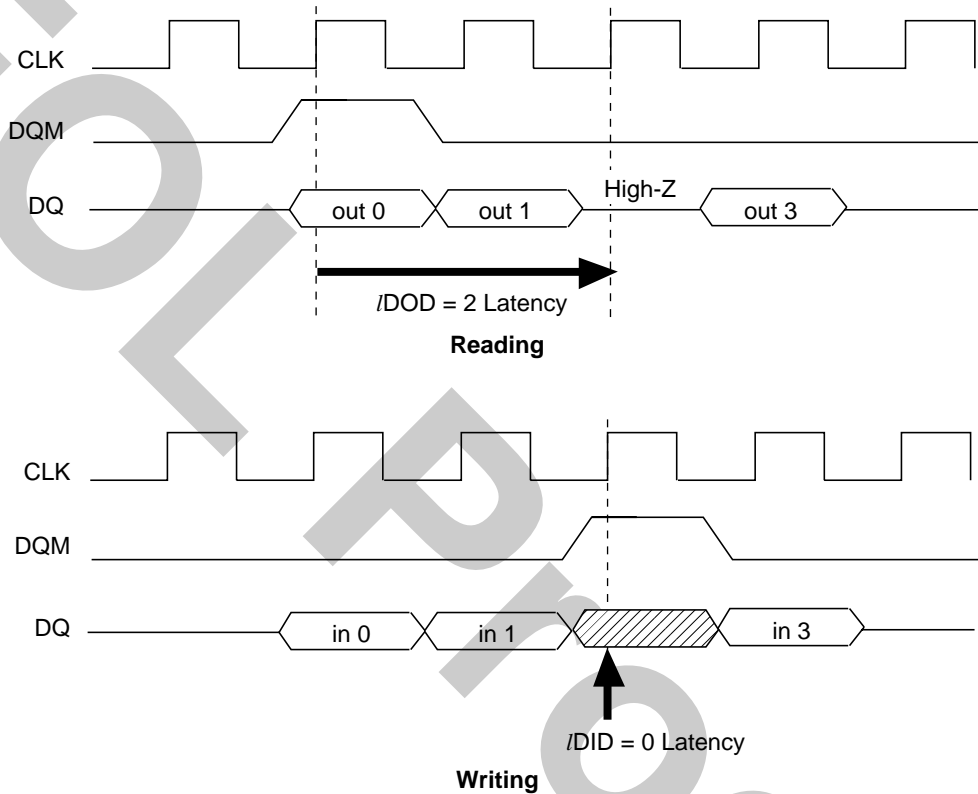 CLK
DQM
DQ out 0 out 1 High-Z out 3
lDOD = 2 Latency
Reading
CLK
DQM
DQ in 0 in 1 in 3
lDID = 0 Latency
Writing